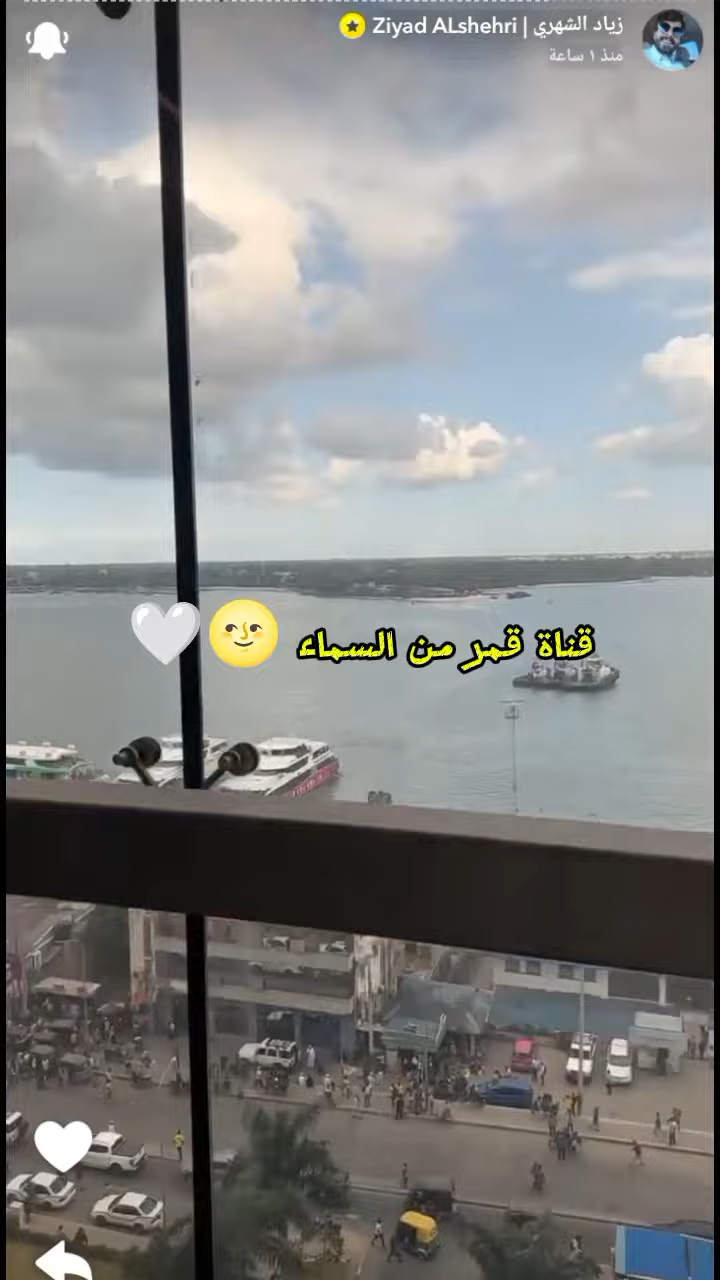 زياد الشهري | Ziyad ALshehri
منذ ١ ساعة
قناة قمر من السماء